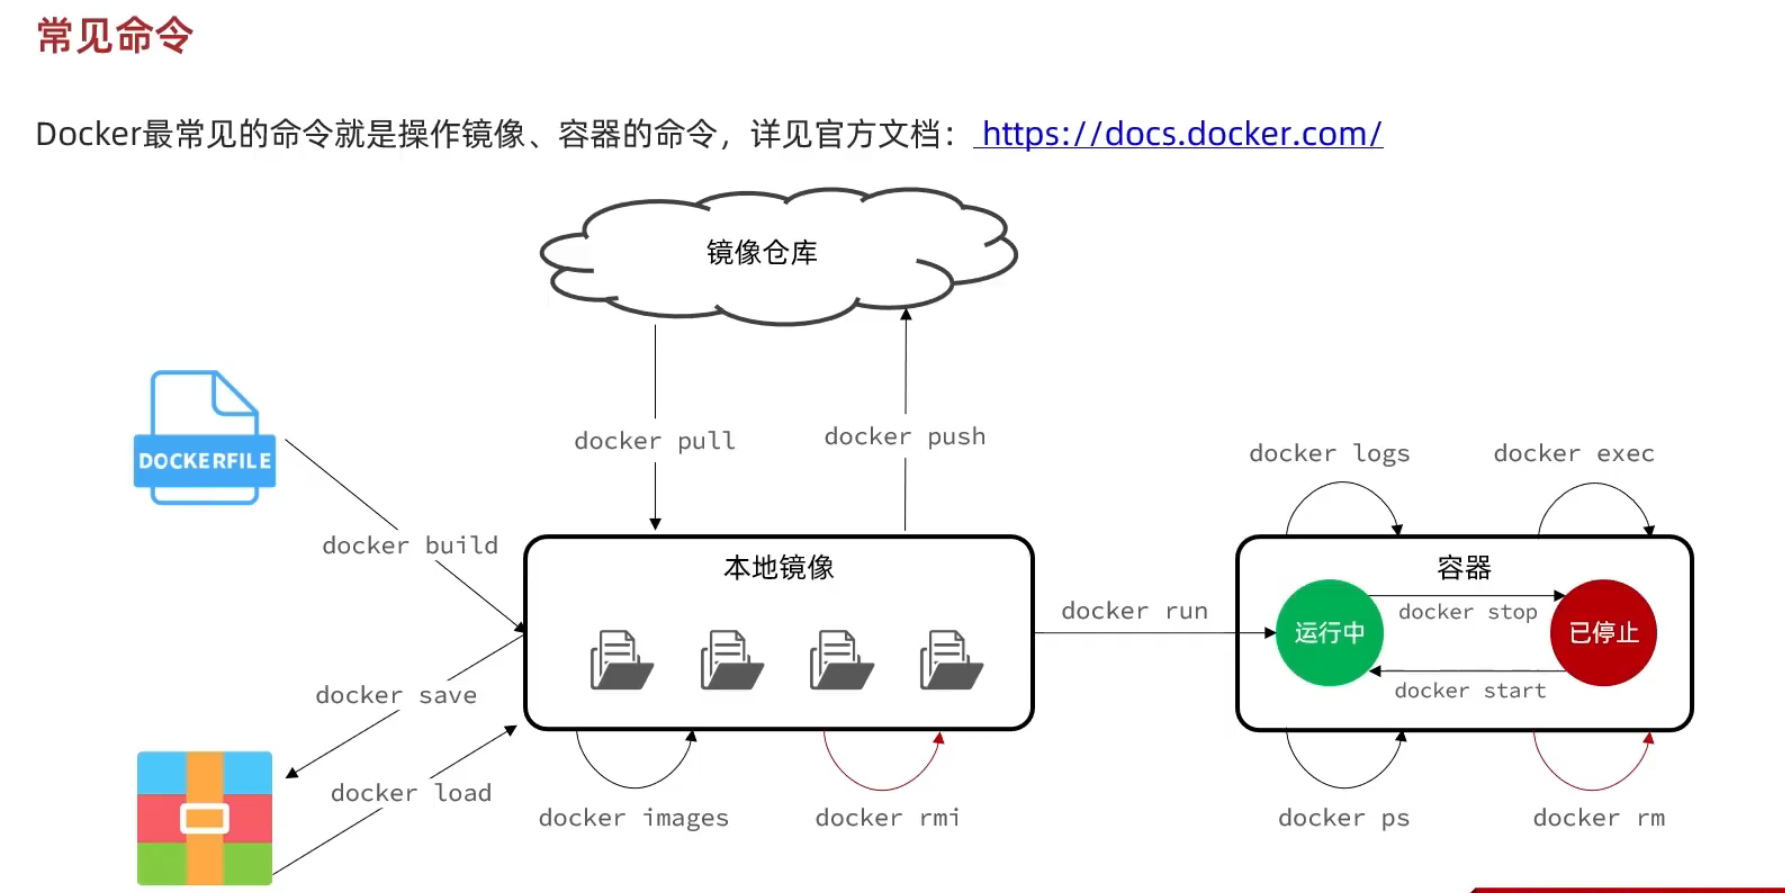 常见命令
Docker最常见的命令就是操作镜像、容器的命令，详见官方文档： https://docs.docker.com/
镜像仓库
docker pull
docker push
DOCKERFILE
docker logs
docker exec
docker build
本地镜像
容器
docker run
运行中
docker stop
已停止
docker start
docker save
docker load
docker images
docker rmi
docker ps
docker rm